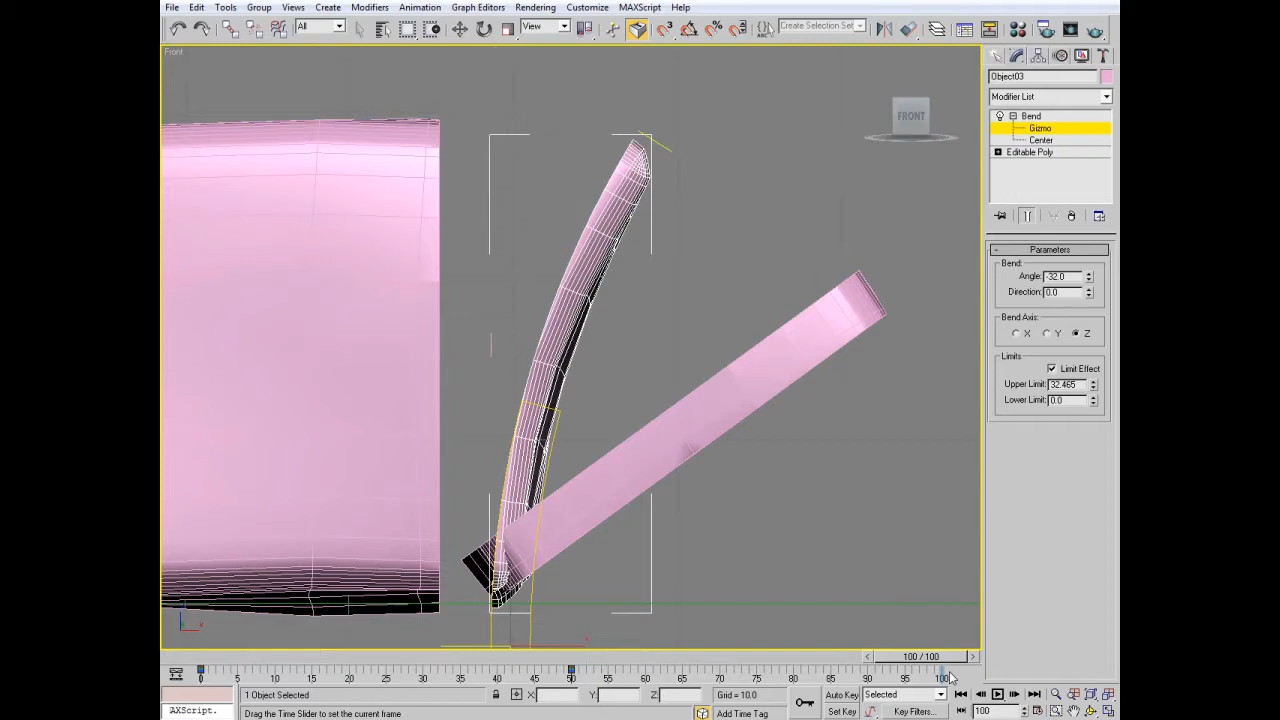 File Edit Tools Group Views Create Modifiers Animation Graph Editors Rendering Customize MAXScript Help
All View Create Selection Set
Front
FRONT
Object03
Modifier List
Bend
Gizmo
Center
Editable Poly
Parameters
Bend:
Angle: -32.0
Direction: 0.0
Bend Axis:
X Y Z
Limits
Limit Effect
Upper Limit: 32.465
Lower Limit: 0.0
x
x
100 / 100
0 5 10 15 20 25 30 35 40 45 50 55 60 65 70 75 80 85 90 95 100
1 Object Selected X: Y: Z: Grid = 10.0 Auto Key Selected
AXScript. Drag the Time Slider to set the current frame Add Time Tag Set Key Key Filters... 100